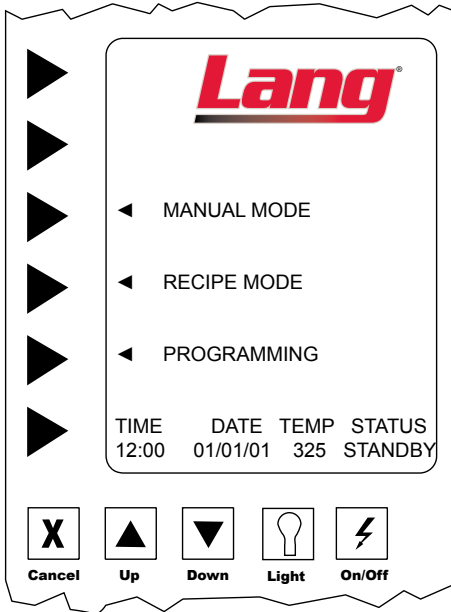 Lang®
MANUAL MODE
RECIPE MODE
PROGRAMMING
TIME DATE TEMP STATUS
12:00 01/01/01 325 STANDBY
X
Cancel Up Down Light On/Off